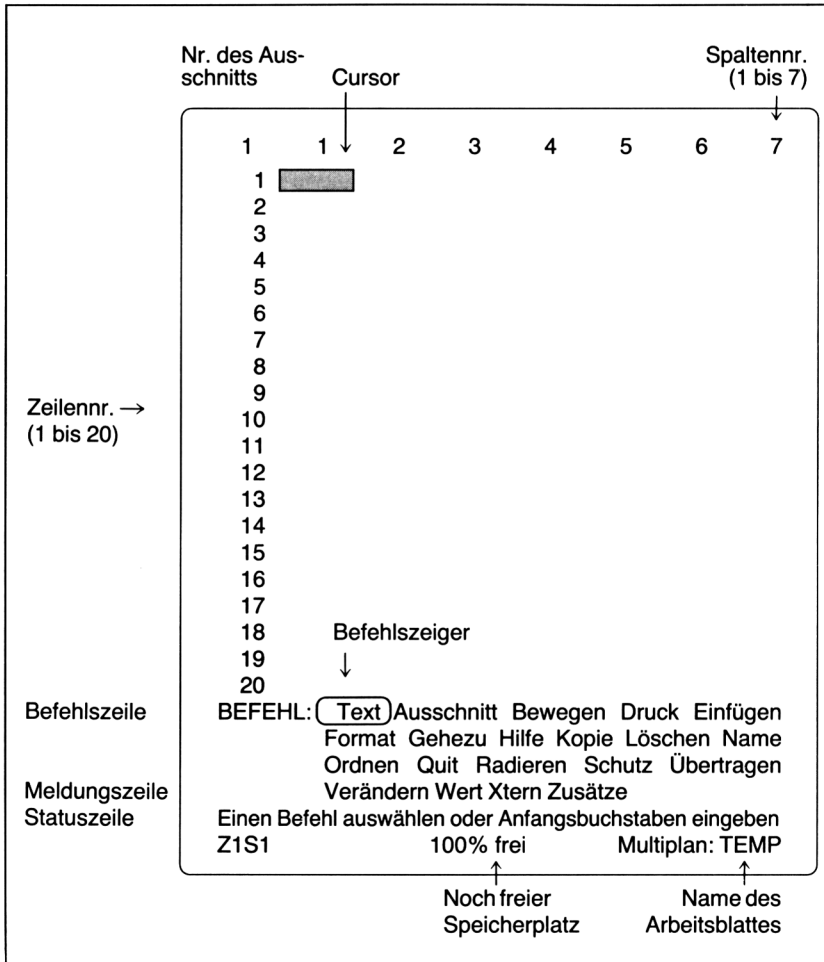 Nr. des Aus-
schnitts
Cursor
Spaltennr.
(1 bis 7)
1 1 2 3 4 5 6 7
1
2
3
4
5
6
7
8
9
Zeilennr. →
(1 bis 20)
10
11
12
13
14
15
16
17
18
Befehlszeiger
19
20
Befehlszeile
BEFEHL: Text Ausschnitt Bewegen Druck Einfügen
Format Gehezu Hilfe Kopie Löschen Name
Ordnen Quit Radieren Schutz Übertragen
Meldungszeile
Verändern Wert Xtern Zusätze
Statuszeile
Einen Befehl auswählen oder Anfangsbuchstaben eingeben
Z1S1 100% frei Multiplan: TEMP
Noch freier
Speicherplatz
Name des
Arbeitsblattes